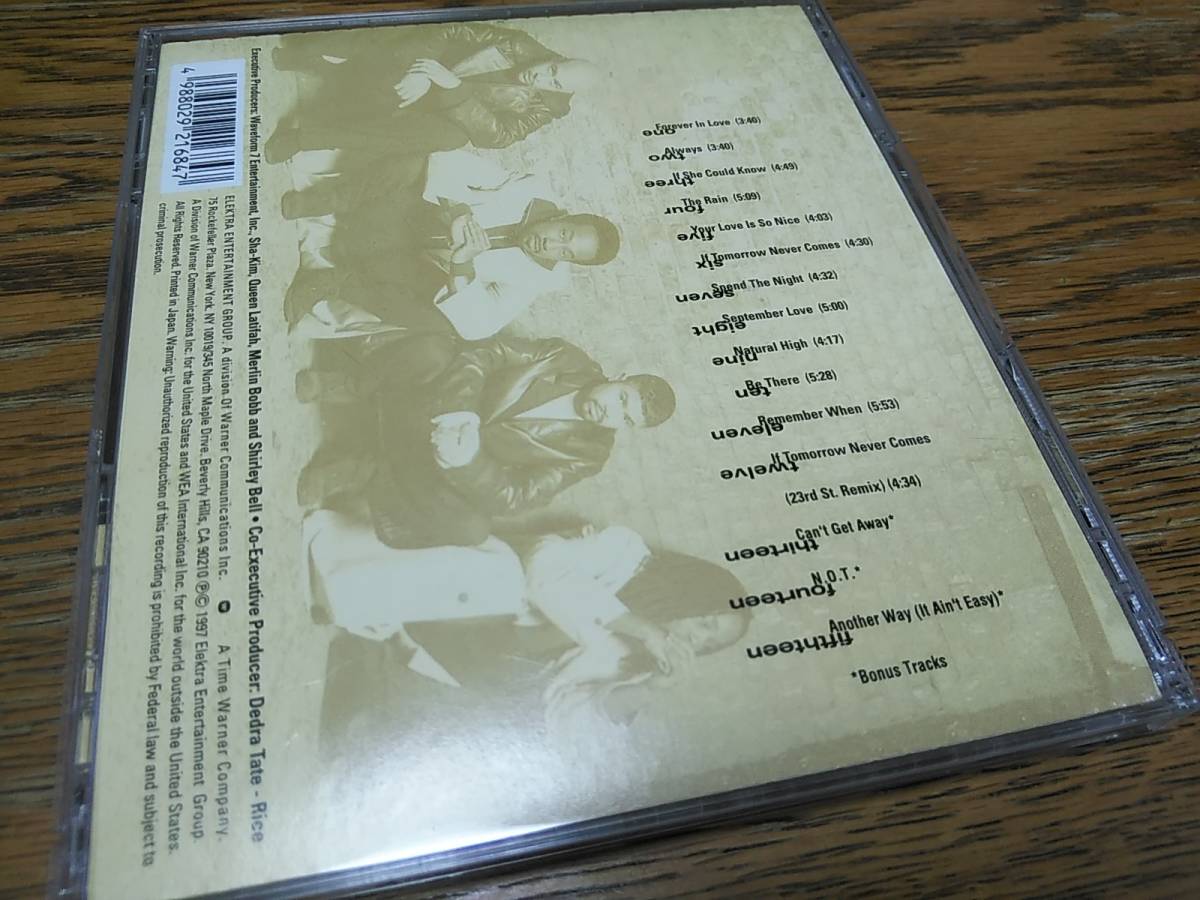 Forever In Love (3:40)
one
Always (3:40)
two
If She Could Know (4:49)
three
The Rain (5:09)
four
Your Love Is So Nice (4:03)
five
If Tomorrow Never Comes (4:30)
six
Spend The Night (4:32)
seven
September Love (5:00)
eight
Natural High (4:17)
nine
Be There (5:28)
ten
Remember When (5:53)
eleven
If Tomorrow Never Comes
twelve
(23rd St. Remix) (4:34)
Can't Get Away*
thirteen
N.O.T.*
fourteen
Another Way (It Ain't Easy)*
fifthteen
*Bonus Tracks
Executive Producers: Waveform 7 Entertainment, Inc., Sha-Kim, Queen Latifah, Merlin Bobb and Shirley Bell • Co-Executive Producer: Dedra Tate - Rice
ELEKTRA ENTERTAINMENT GROUP, A division Of Warner Communications Inc. A Time Warner Company.
75 Rockefeller Plaza, New York, NY 10019/345 North Maple Drive, Beverly Hills, CA 90210 ℗© 1997 Elektra Entertainment Group.
A Division of Warner Communications Inc. for the United States and WEA International Inc. for the world outside the United States.
All Rights Reserved. Printed in Japan. Warning: Unauthorized reproduction of this recording is prohibited by Federal law and subject to
criminal prosecution.
4 988029 216847